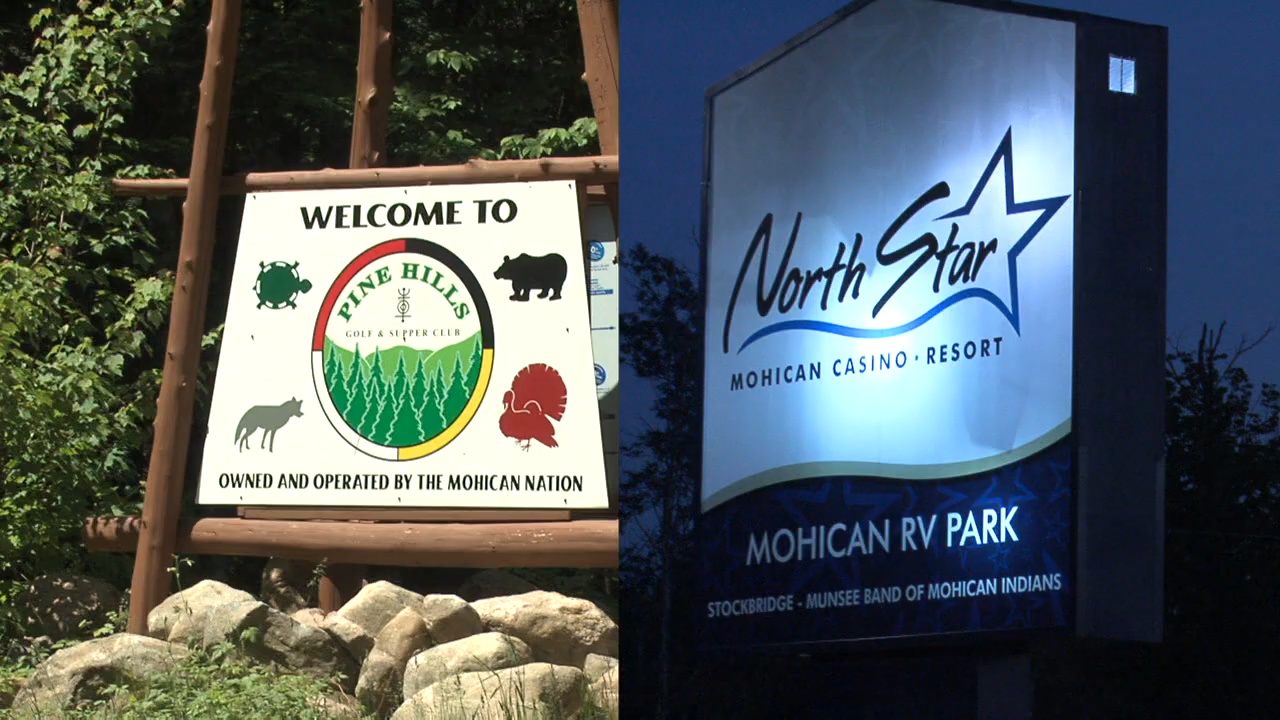 WELCOME TO
PINE HILLS
GOLF & SUPPER CLUB
OWNED AND OPERATED BY THE MOHICAN NATION
North Star
MOHICAN CASINO · RESORT
MOHICAN RV PARK
STOCKBRIDGE - MUNSEE BAND OF MOHICAN INDIANS